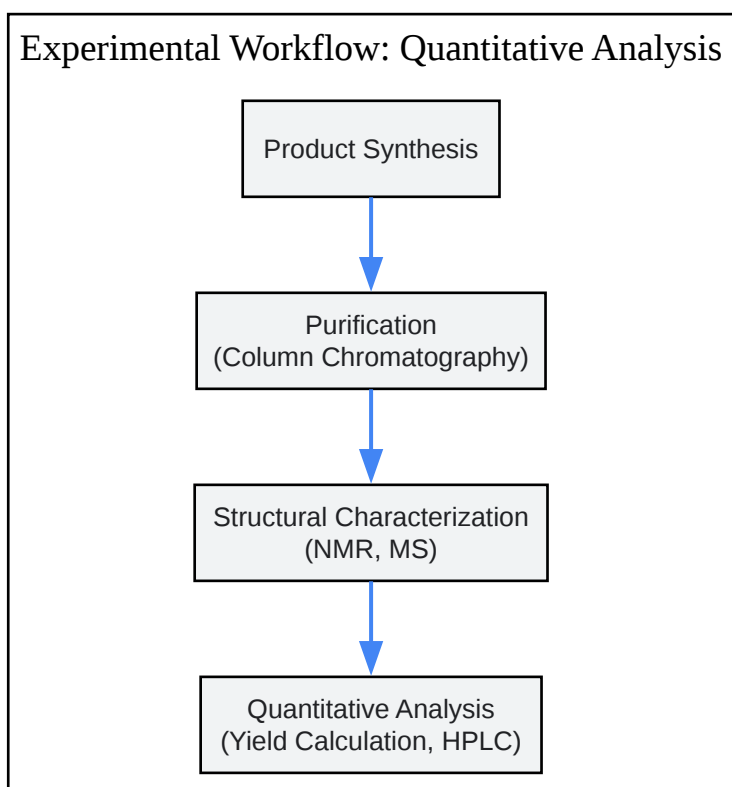 Experimental Workflow: Quantitative Analysis
Product Synthesis
Purification
(Column Chromatography)
Structural Characterization
(NMR, MS)
Quantitative Analysis
(Yield Calculation, HPLC)